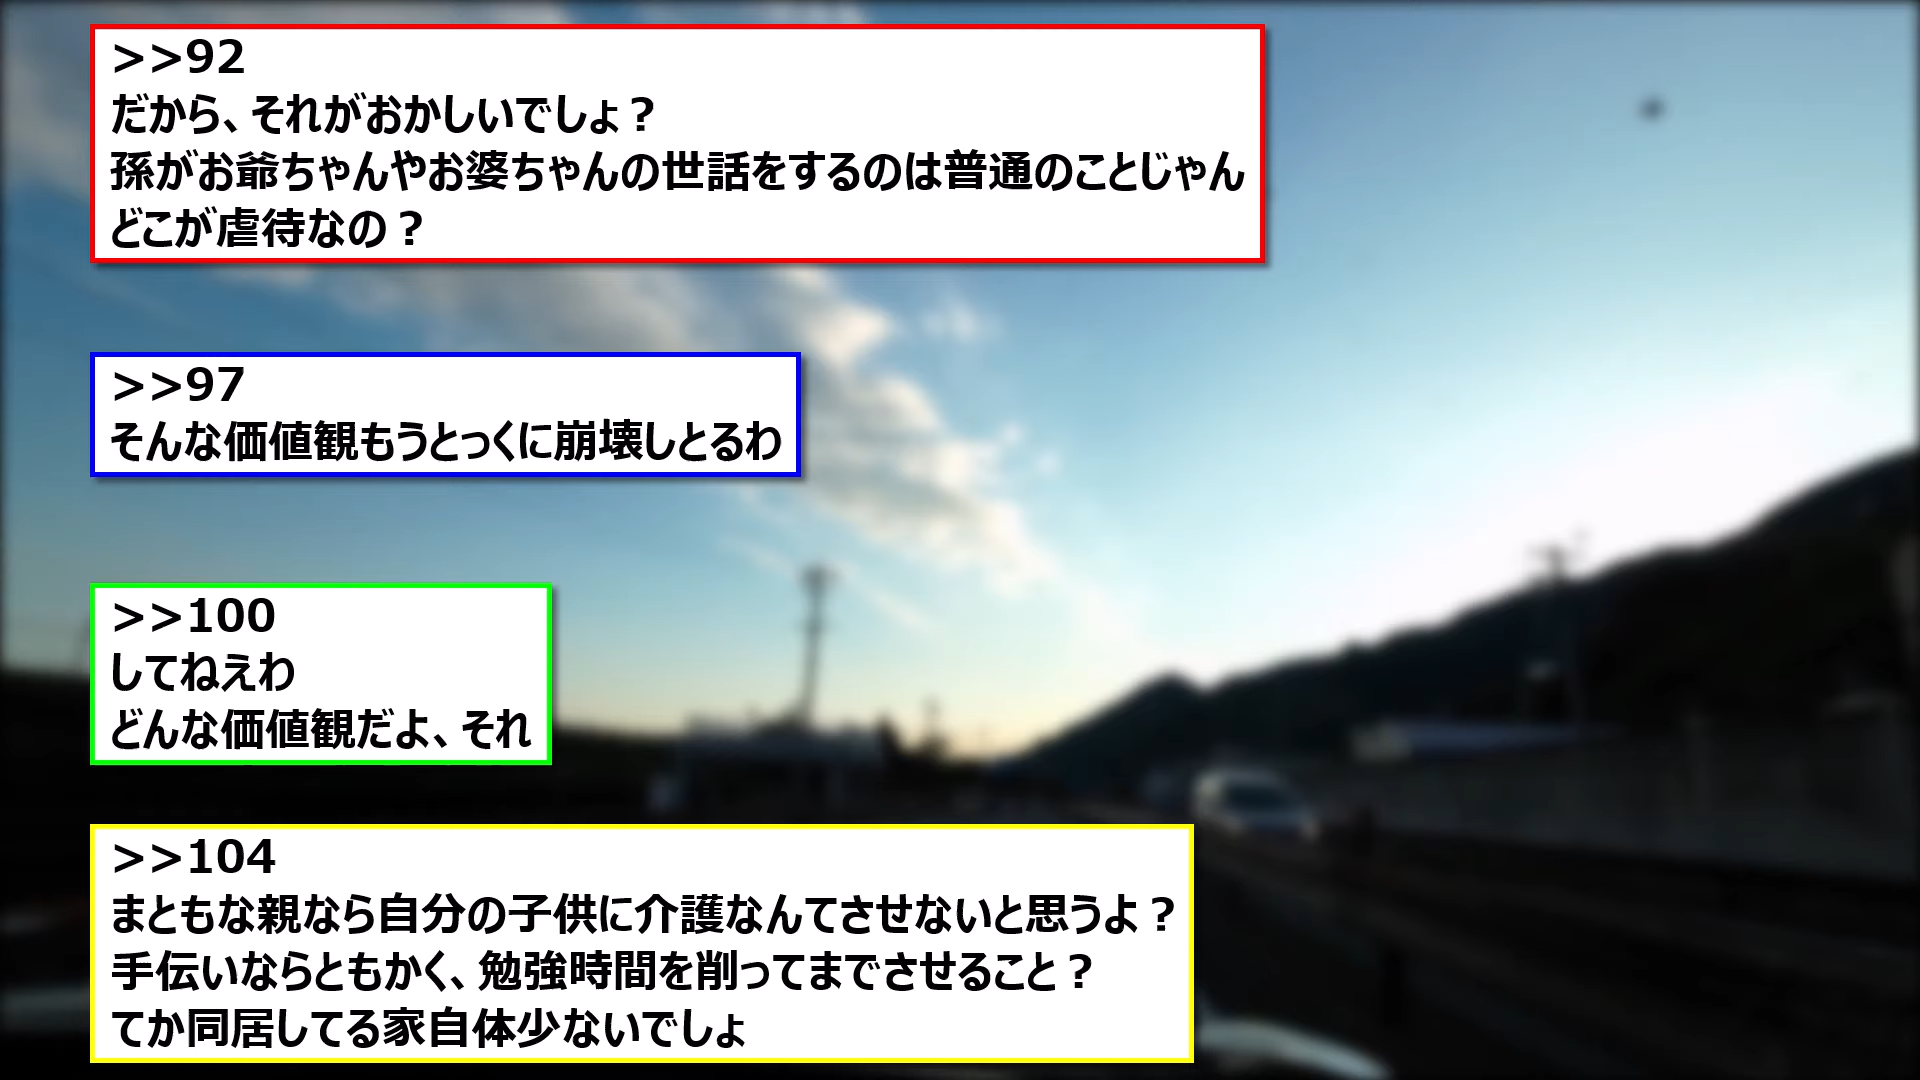 >>92
だから、それがおかしいでしょ？
孫がお爺ちゃんやお婆ちゃんの世話をするのは普通のことじゃん
どこが虐待なの？
>>97
そんな価値観もうとっくに崩壊しとるわ
>>100
してねえわ
どんな価値観だよ、それ
>>104
まともな親なら自分の子供に介護なんてさせないと思うよ？
手伝いならともかく、勉強時間を削ってまでさせること？
てか同居してる家自体少ないでしょ